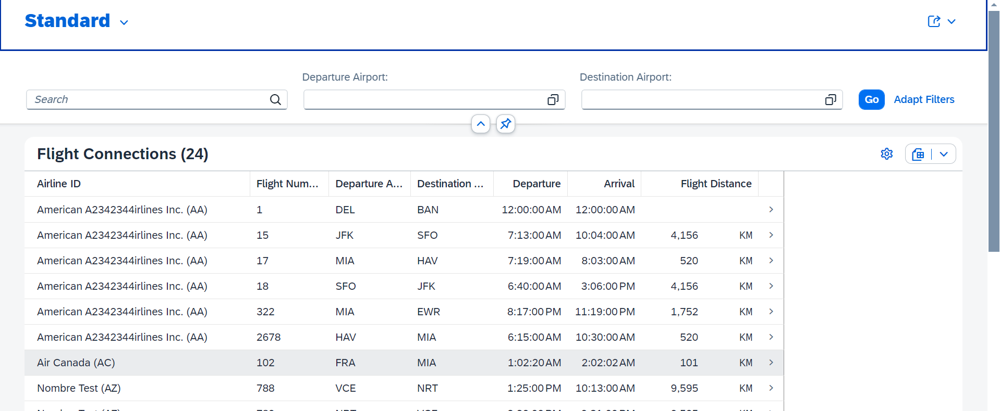 Standard
Departure Airport:
Destination Airport:
Search
Go
Adapt Filters
Flight Connections (24)
Airline ID Flight Num... Departure A... Destination ... Departure Arrival Flight Distance
American A2342344irlines Inc. (AA) 1 DEL BAN 12:00:00 AM 12:00:00 AM
American A2342344irlines Inc. (AA) 15 JFK SFO 7:13:00 AM 10:04:00 AM 4,156 KM
American A2342344irlines Inc. (AA) 17 MIA HAV 7:19:00 AM 8:03:00 AM 520 KM
American A2342344irlines Inc. (AA) 18 SFO JFK 6:40:00 AM 3:06:00 PM 4,156 KM
American A2342344irlines Inc. (AA) 322 MIA EWR 8:17:00 PM 11:19:00 PM 1,752 KM
American A2342344irlines Inc. (AA) 2678 HAV MIA 6:15:00 AM 10:30:00 AM 520 KM
Air Canada (AC) 102 FRA MIA 1:02:20 AM 2:02:02 AM 101 KM
Nombre Test (AZ) 788 VCE NRT 1:25:00 PM 10:13:00 AM 9,595 KM